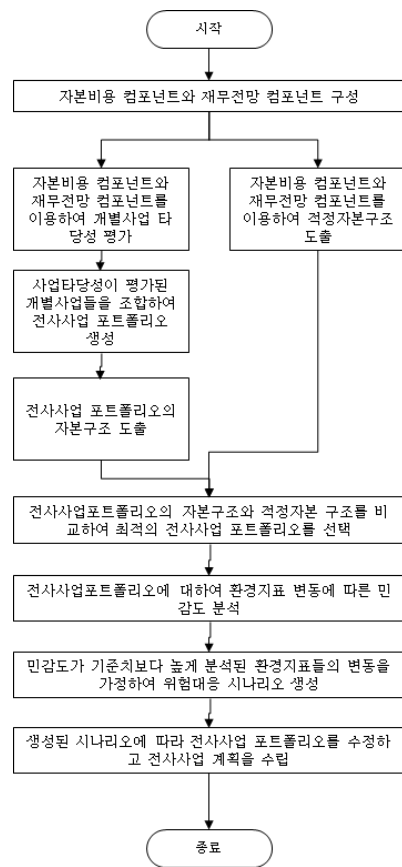 시작
자본비용 컴포넌트와 재무전망 컴포넌트 구성
자본비용 컴포넌트와
재무전망 컴포넌트를
이용하여 개별사업 타
당성 평가
자본비용 컴포넌트와
재무전망 컴포넌트를
이용하여 적정자본구조
도출
사업타당성이 평가된
개별사업들을 조합하여
전사사업 포트폴리오
생성
전사사업 포트폴리오의
자본구조 도출
전사사업포트폴리오의 자본구조와 적정자본 구조를 비
교하여 최적의 전사사업 포트폴리오를 선택
전사사업포트폴리오에 대하여 환경지표 변동에 따른 민
감도 분석
민감도가 기준치보다 높게 분석된 환경지표들의 변동을
가정하여 위험대응 시나리오 생성
생성된 시나리오에 따라 전사사업 포트폴리오를 수정하
고 전사사업 계획을 수립
종료